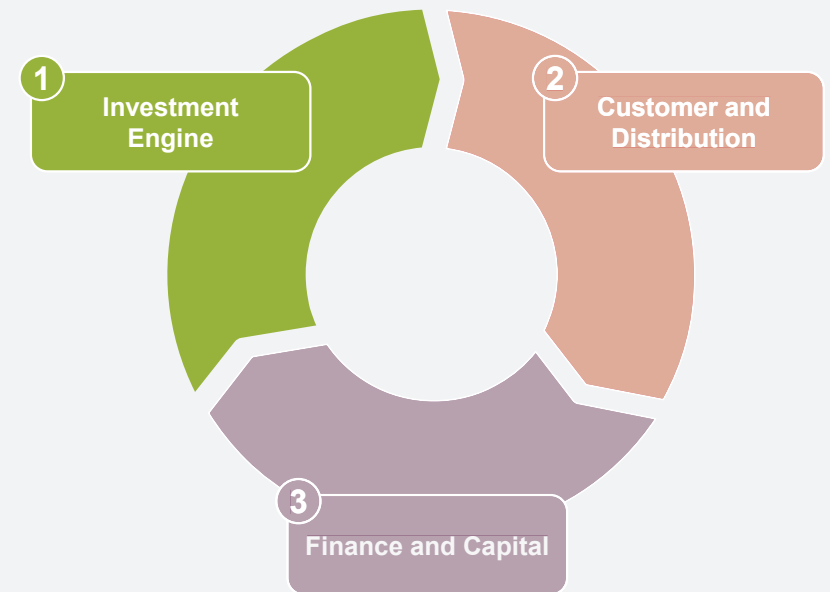 1
Investment
Engine
2
Customer and
Distribution
3
Finance and Capital